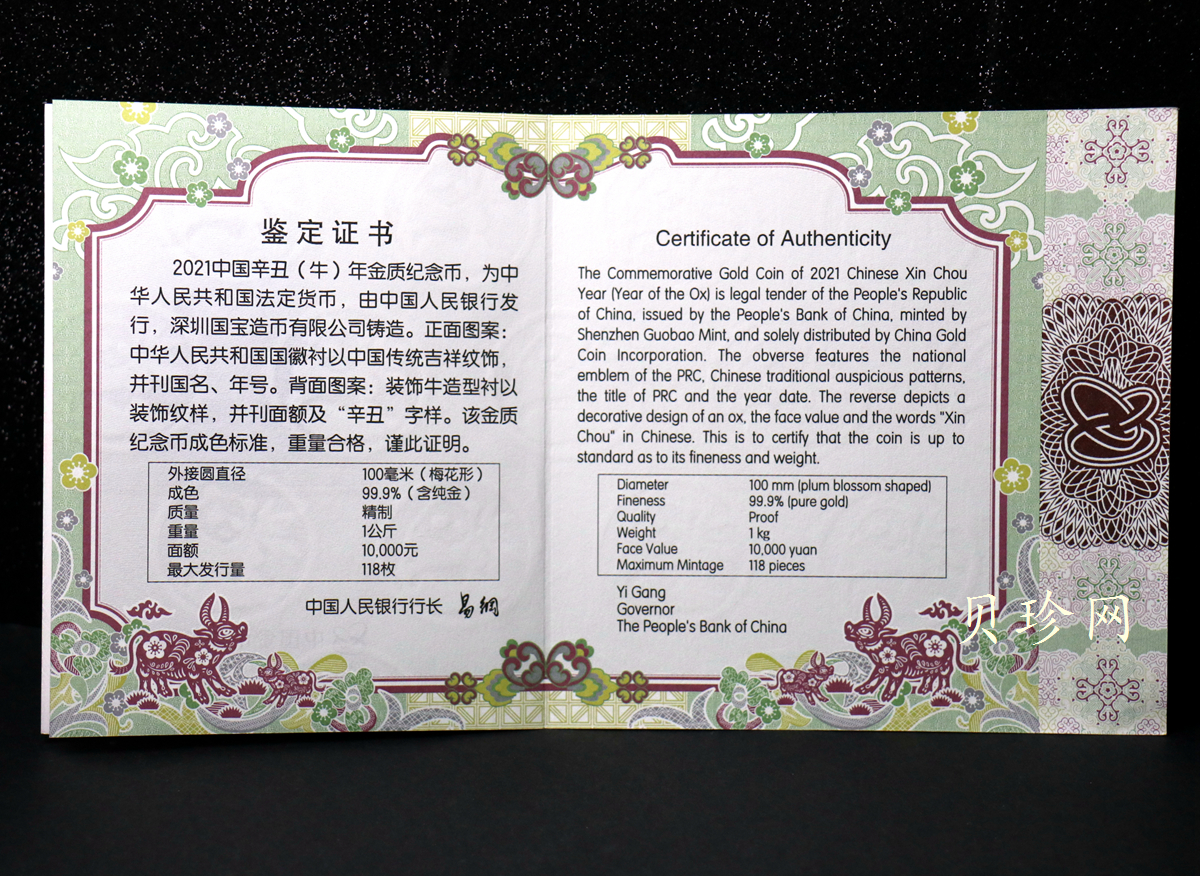 鉴定证书
2021中国辛丑（牛）年金质纪念币，为中
华人民共和国法定货币，由中国人民银行发
行，深圳国宝造币有限公司铸造。正面图案：
中华人民共和国国徽衬以中国传统吉祥纹饰，
并刊国名、年号。背面图案：装饰牛造型衬以
装饰纹样，并刊面额及“辛丑”字样。该金质
纪念币成色标准，重量合格，谨此证明。
外接圆直径 100毫米（梅花形）
成色 99.9%（含纯金）
质量 精制
重量 1公斤
面额 10,000元
最大发行量 118枚
中国人民银行行长 易纲
Certificate of Authenticity
The Commemorative Gold Coin of 2021 Chinese Xin Chou
Year (Year of the Ox) is legal tender of the People's Republic
of China, issued by the People's Bank of China, minted by
Shenzhen Guobao Mint, and solely distributed by China Gold
Coin Incorporation. The obverse features the national
emblem of the PRC, Chinese traditional auspicious patterns,
the title of PRC and the year date. The reverse depicts a
decorative design of an ox, the face value and the words "Xin
Chou" in Chinese. This is to certify that the coin is up to
standard as to its fineness and weight.
Diameter 100 mm (plum blossom shaped)
Fineness 99.9% (pure gold)
Quality Proof
Weight 1 kg
Face Value 10,000 yuan
Maximum Mintage 118 pieces
Yi Gang
Governor
The People's Bank of China
贝珍网